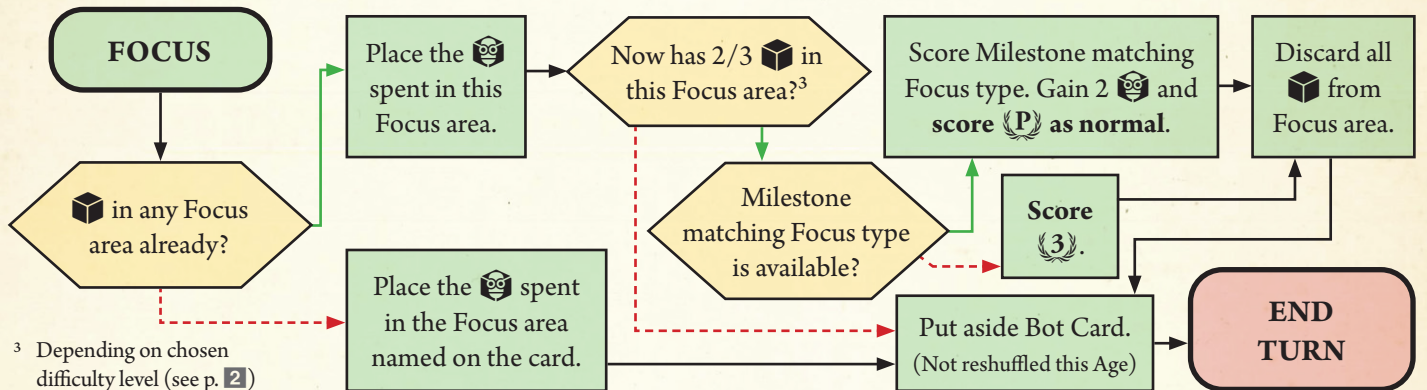 FOCUS
Place the
spent in this
Focus area.
Now has 2/3 in
this Focus area?³
Score Milestone matching
Focus type. Gain 2 and
score (P) as normal.
Discard all
from
Focus area.
in any Focus
area already?
Milestone
matching Focus type
is available?
Score
(3).
Place the spent
in the Focus area
named on the card.
Put aside Bot Card.
(Not reshuffled this Age)
END
TURN
³ Depending on chosen
difficulty level (see p. 2)